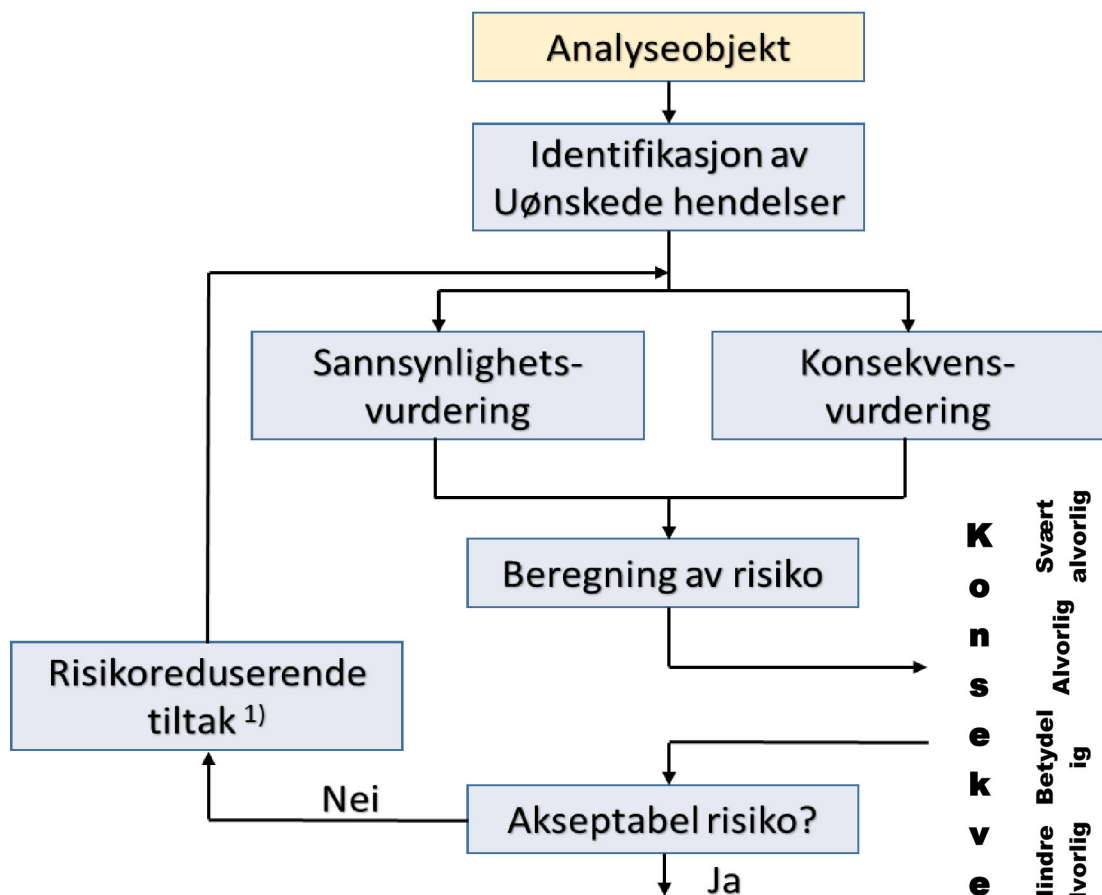 Analyseobjekt
Identifikasjon av
Uønskede hendelser
Sannsynlighets-
vurdering
Konsekvens-
vurdering
Beregning av risiko
Risikoreduserende
tiltak 1)
Nei
Akseptabel risiko?
Ja
K
o
n
s
e
k
v
e
Svært
alvorlig
Alvorlig
Betydel
ig